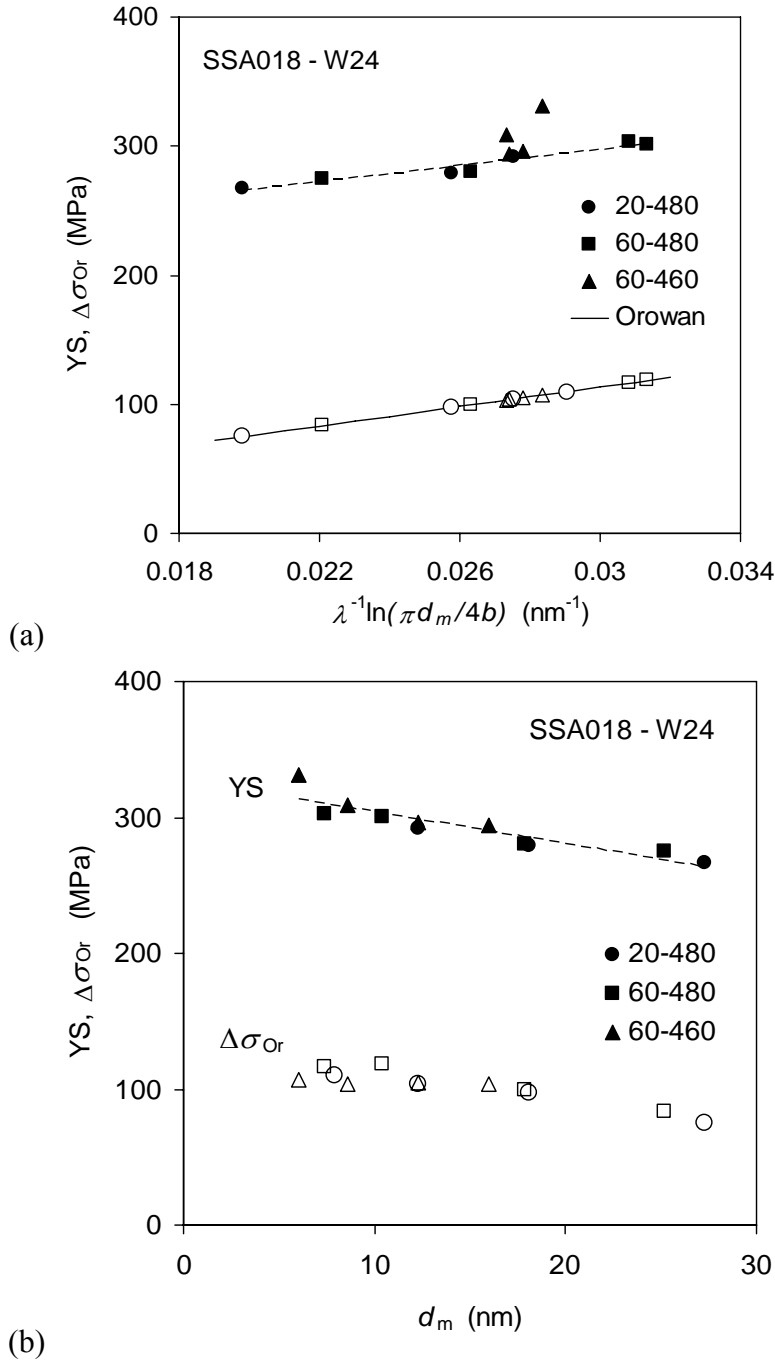 400
SSA018 - W24
300
200
100
0
YS, ΔσOr (MPa)
20-480
60-480
60-460
Orowan
0.018 0.022 0.026 0.03 0.034
λ⁻¹ln(πdm/4b) (nm⁻¹)
(a)
400
SSA018 - W24
YS
300
200
100
0
YS, ΔσOr (MPa)
20-480
60-480
60-460
ΔσOr
0 10 20 30
dm (nm)
(b)